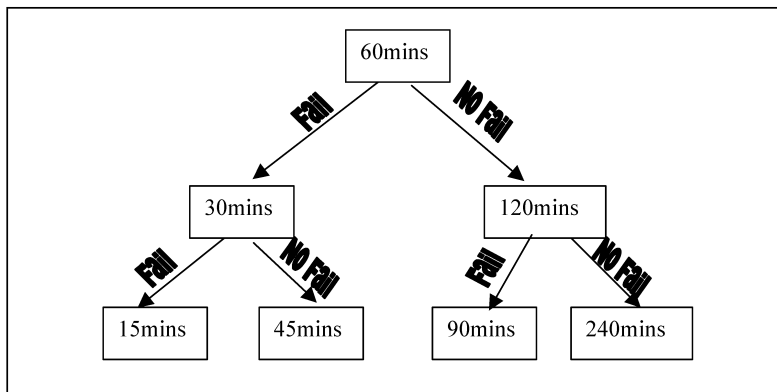 60mins
Fail
No Fail
30mins
120mins
Fail
No Fail
Fail
No Fail
15mins
45mins
90mins
240mins